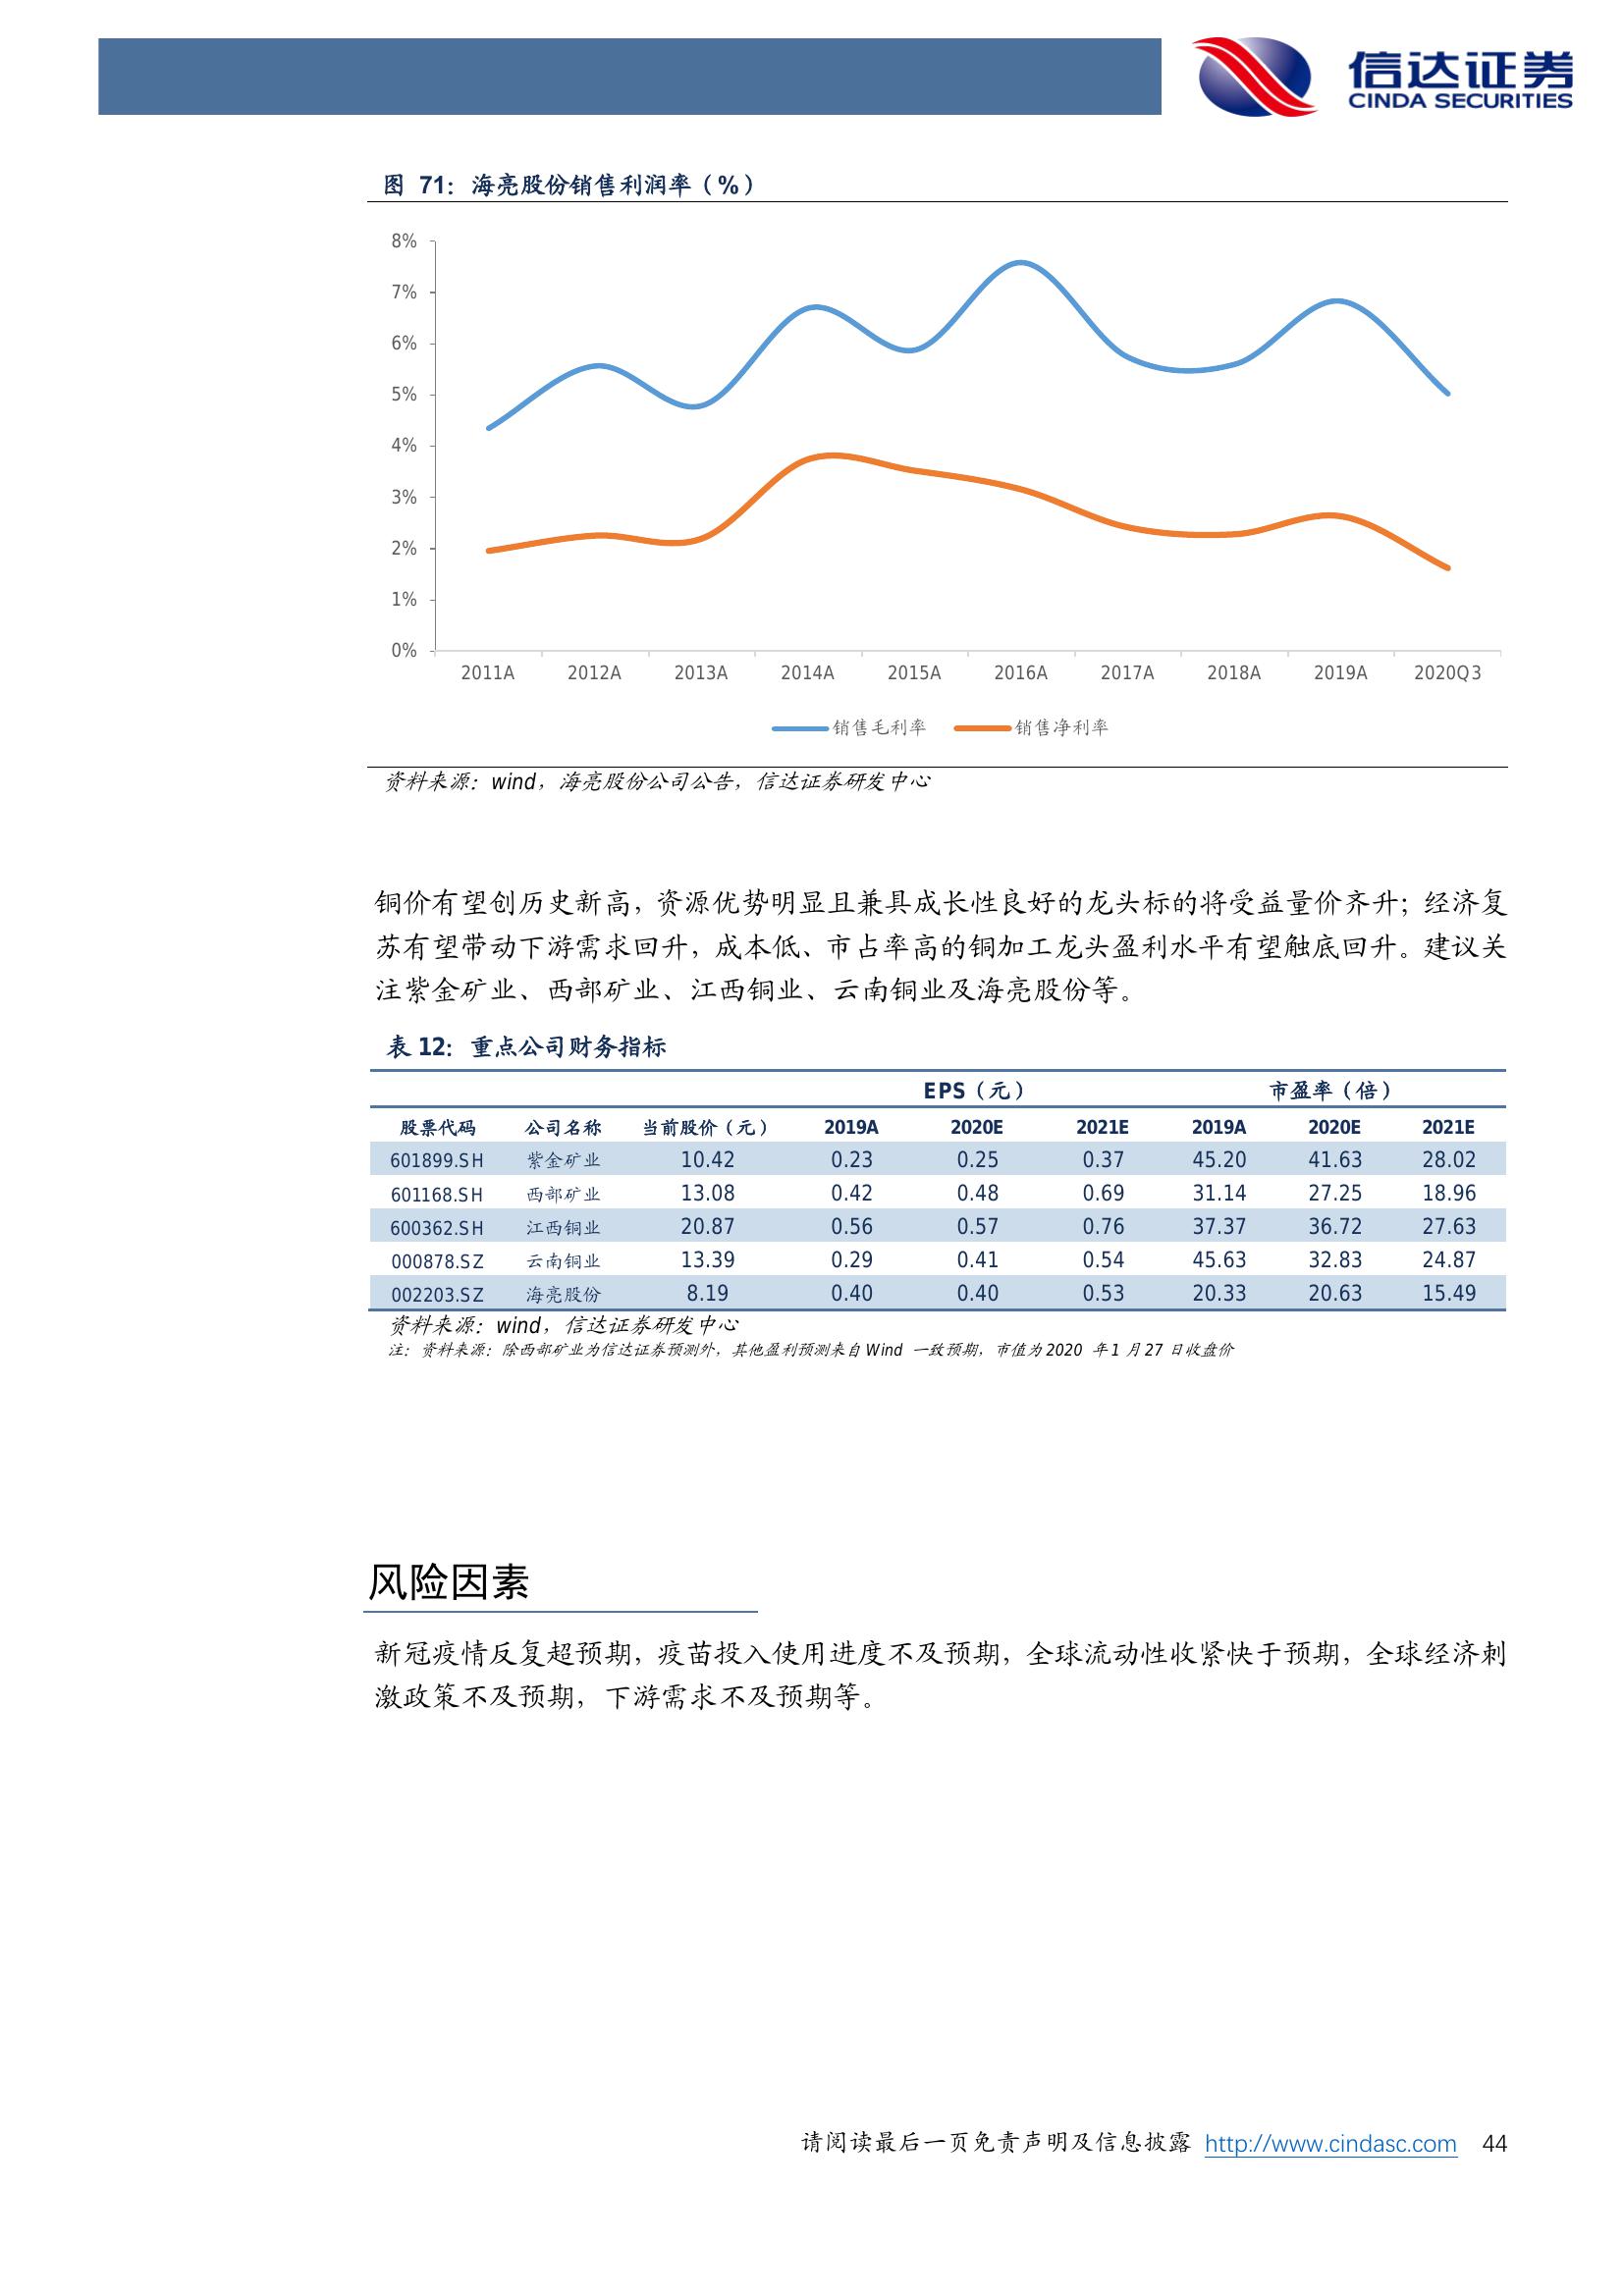 信达证券
CINDA SECURITIES
图 71：海亮股份销售利润率（%）
8%
7%
6%
5%
4%
3%
2%
1%
0%
2011A 2012A 2013A 2014A 2015A 2016A 2017A 2018A 2019A 2020Q3
销售毛利率 销售净利率
资料来源：wind，海亮股份公司公告，信达证券研发中心
铜价有望创历史新高，资源优势明显且兼具成长性良好的龙头标的将受益量价齐升；经济复
苏有望带动下游需求回升，成本低、市占率高的铜加工龙头盈利水平有望触底回升。建议关
注紫金矿业、西部矿业、江西铜业、云南铜业及海亮股份等。
表 12：重点公司财务指标
EPS（元） 市盈率（倍）
股票代码 公司名称 当前股价（元） 2019A 2020E 2021E 2019A 2020E 2021E
601899.SH 紫金矿业 10.42 0.23 0.25 0.37 45.20 41.63 28.02
601168.SH 西部矿业 13.08 0.42 0.48 0.69 31.14 27.25 18.96
600362.SH 江西铜业 20.87 0.56 0.57 0.76 37.37 36.72 27.63
000878.SZ 云南铜业 13.39 0.29 0.41 0.54 45.63 32.83 24.87
002203.SZ 海亮股份 8.19 0.40 0.40 0.53 20.33 20.63 15.49
资料来源：wind，信达证券研发中心
注：资料来源：除西部矿业为信达证券预测外，其他盈利预测来自 Wind 一致预期，市值为 2020 年 1 月 27 日收盘价
风险因素
新冠疫情反复超预期，疫苗投入使用进度不及预期，全球流动性收紧快于预期，全球经济刺
激政策不及预期，下游需求不及预期等。
请阅读最后一页免责声明及信息披露 http://www.cindasc.com 44